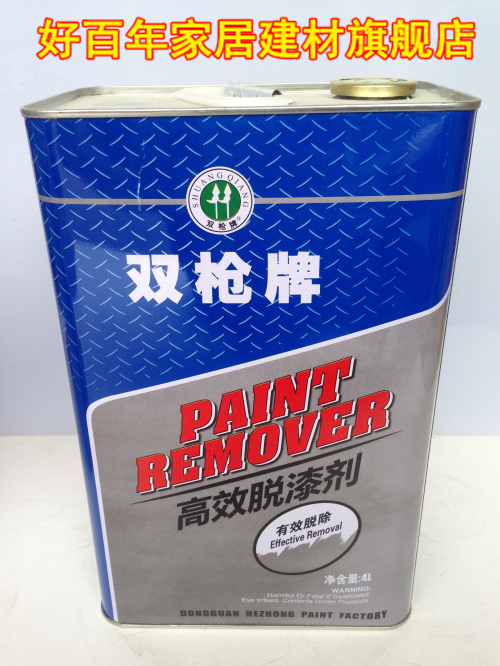 好百年家居建材旗舰店
SHUANG QIANG
双枪牌®
双枪牌
PAINT
REMOVER
高效脱漆剂
有效脱除
Effective Removal
净含量:4L
WARNING:
Harmful Or Fatal If Swallowed.
Eye Irritant. Contents Under Pressure.
DONGGUAN HEZHONG PAINT FACTORY